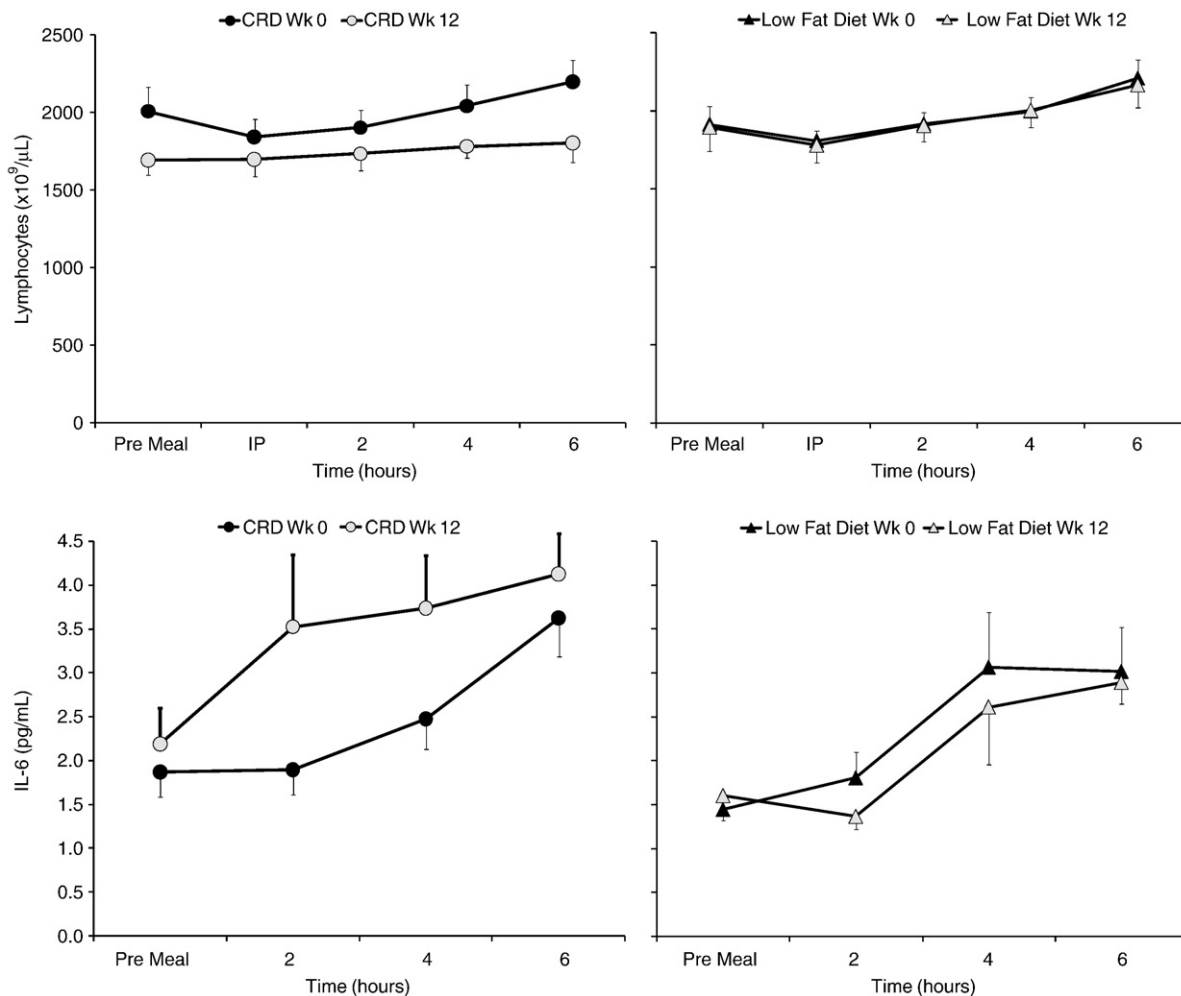 CRD Wk 0 CRD Wk 12
Low Fat Diet Wk 0 Low Fat Diet Wk 12
Lymphocytes (x10^9/µL)
2500
2000
1500
1000
500
0
Pre Meal IP 2 4 6
Time (hours)
Pre Meal IP 2 4 6
Time (hours)
CRD Wk 0 CRD Wk 12
Low Fat Diet Wk 0 Low Fat Diet Wk 12
IL-6 (pg/mL)
4.5
4.0
3.5
3.0
2.5
2.0
1.5
1.0
0.5
0.0
Pre Meal 2 4 6
Time (hours)
Pre Meal 2 4 6
Time (hours)